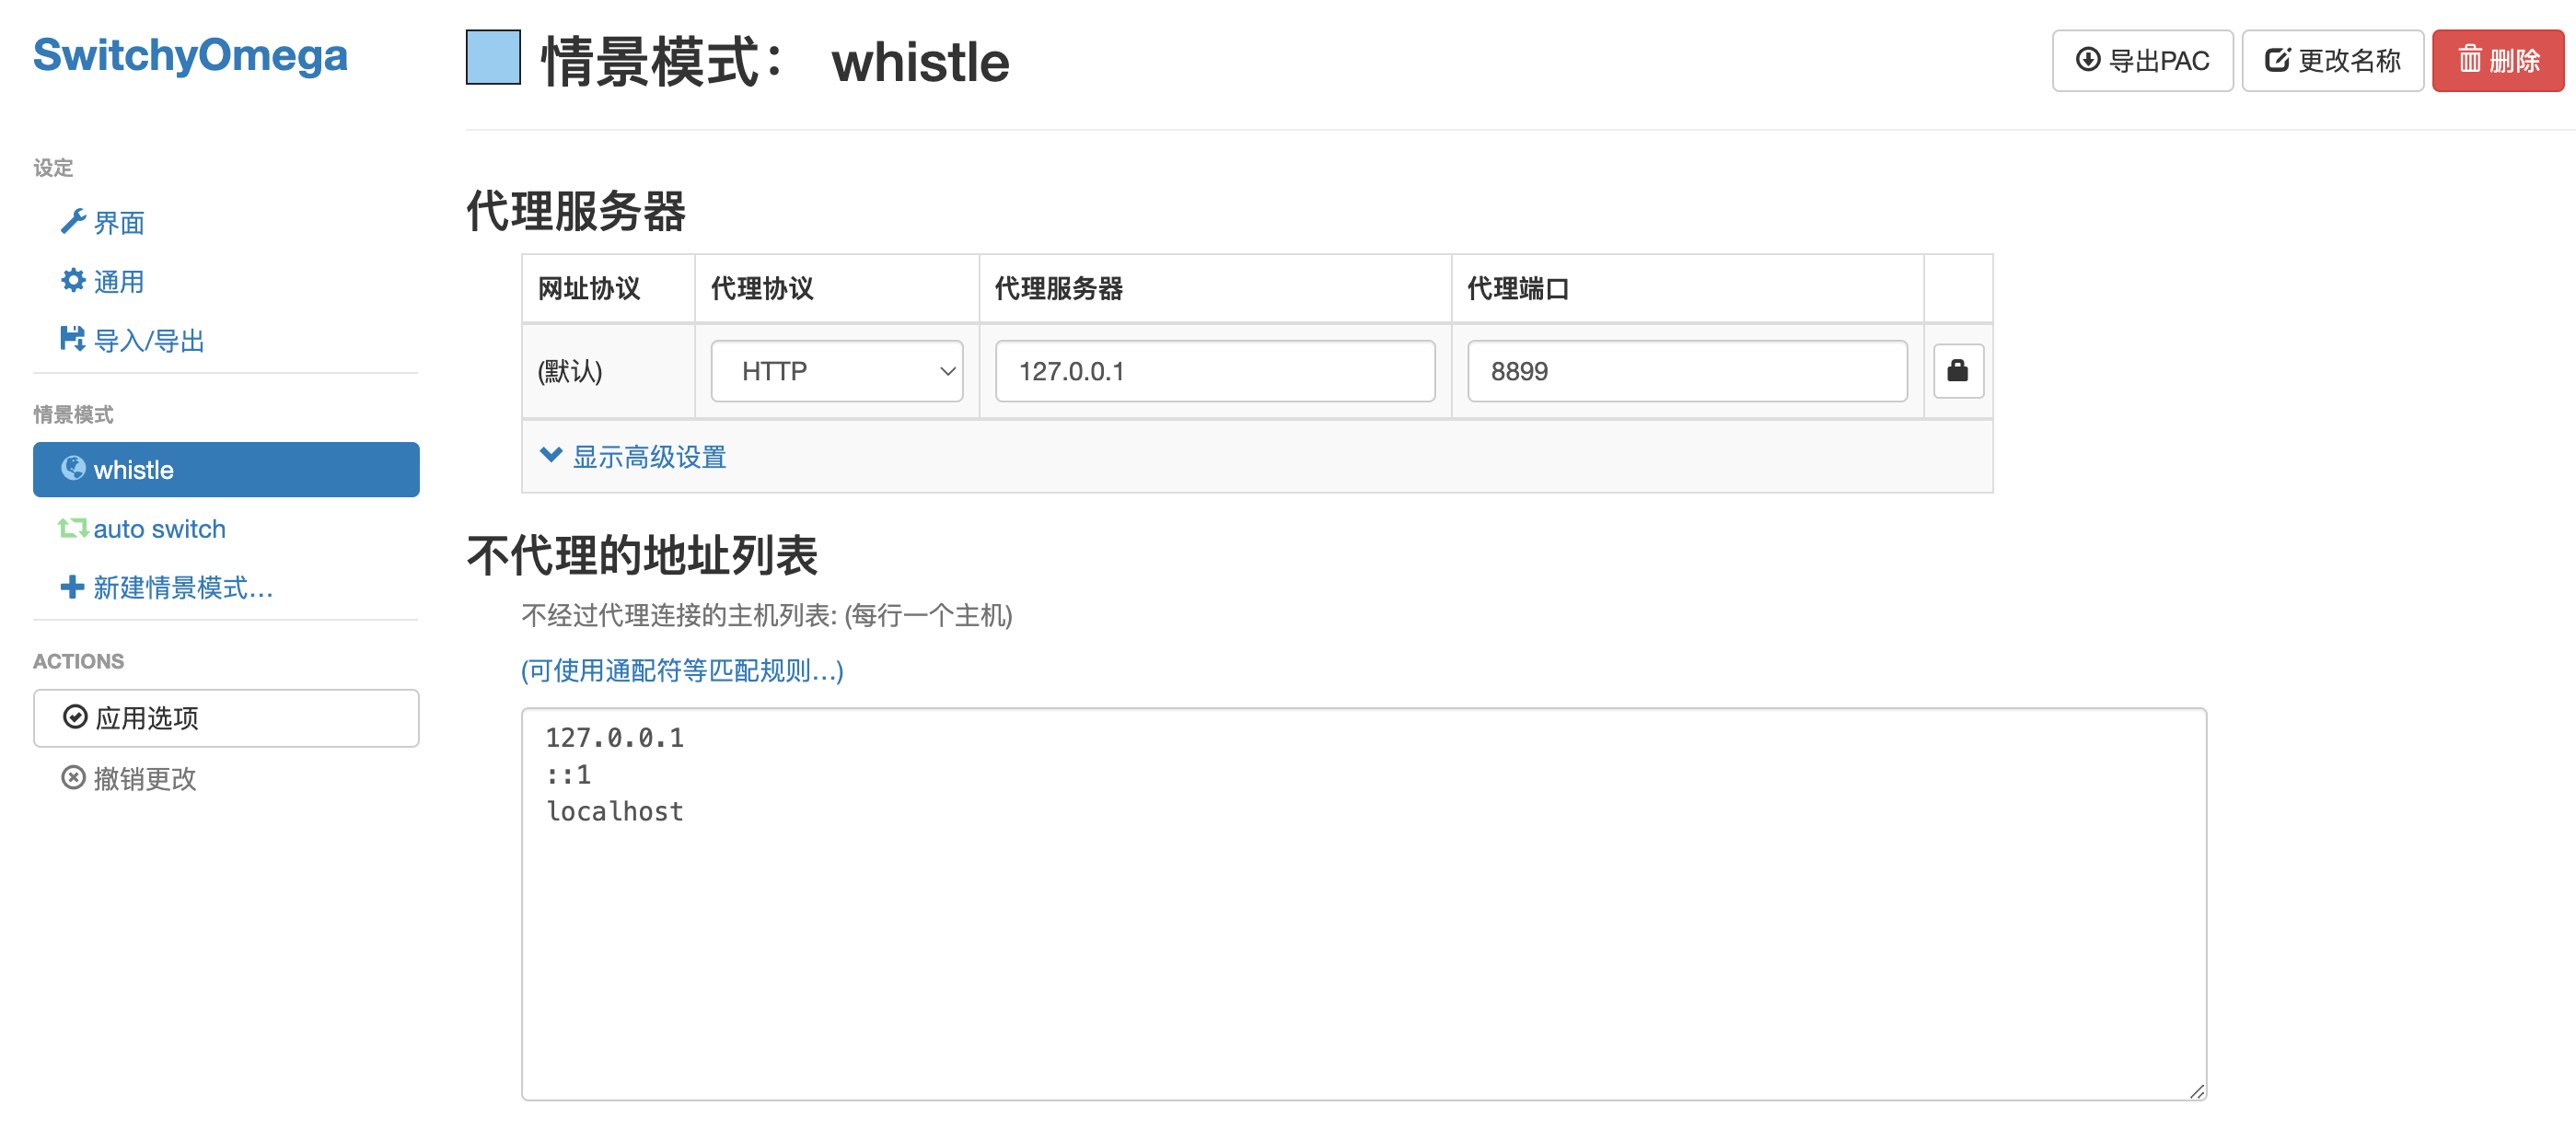 SwitchyOmega
设定
界面
通用
导入/导出
情景模式
whistle
auto switch
新建情景模式...
ACTIONS
应用选项
撤销更改
情景模式： whistle
导出PAC 更改名称 删除
代理服务器
网址协议 代理协议 代理服务器 代理端口
(默认) HTTP 127.0.0.1 8899
显示高级设置
不代理的地址列表
不经过代理连接的主机列表: (每行一个主机)
(可使用通配符等匹配规则...)
127.0.0.1
::1
localhost